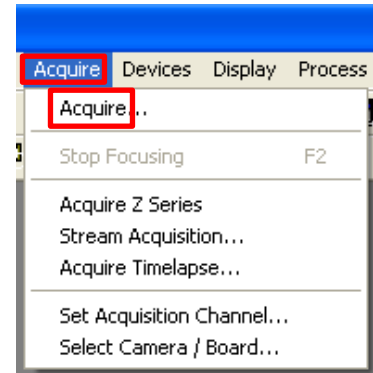 Acquire Devices Display Process
Acquire...
Stop Focusing F2
Acquire Z Series
Stream Acquisition...
Acquire Timelapse...
Set Acquisition Channel...
Select Camera / Board...